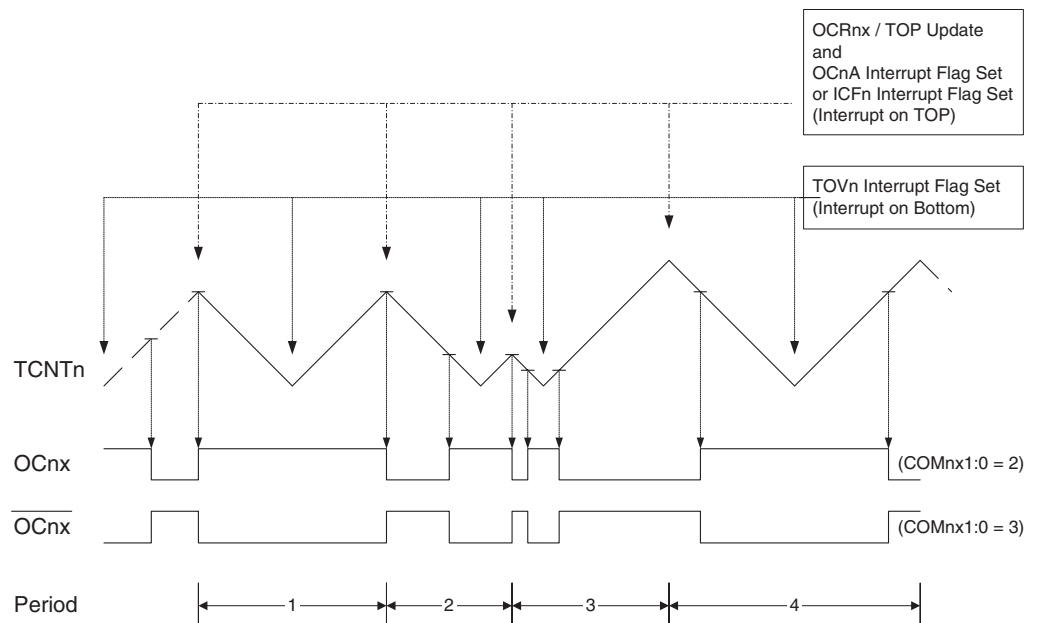 OCRnx / TOP Update
and
OCnA Interrupt Flag Set
or ICFn Interrupt Flag Set
(Interrupt on TOP)
TOVn Interrupt Flag Set
(Interrupt on Bottom)
TCNTn
OCnx
(COMnx1:0 = 2)
OCnx
(COMnx1:0 = 3)
Period
1
2
3
4